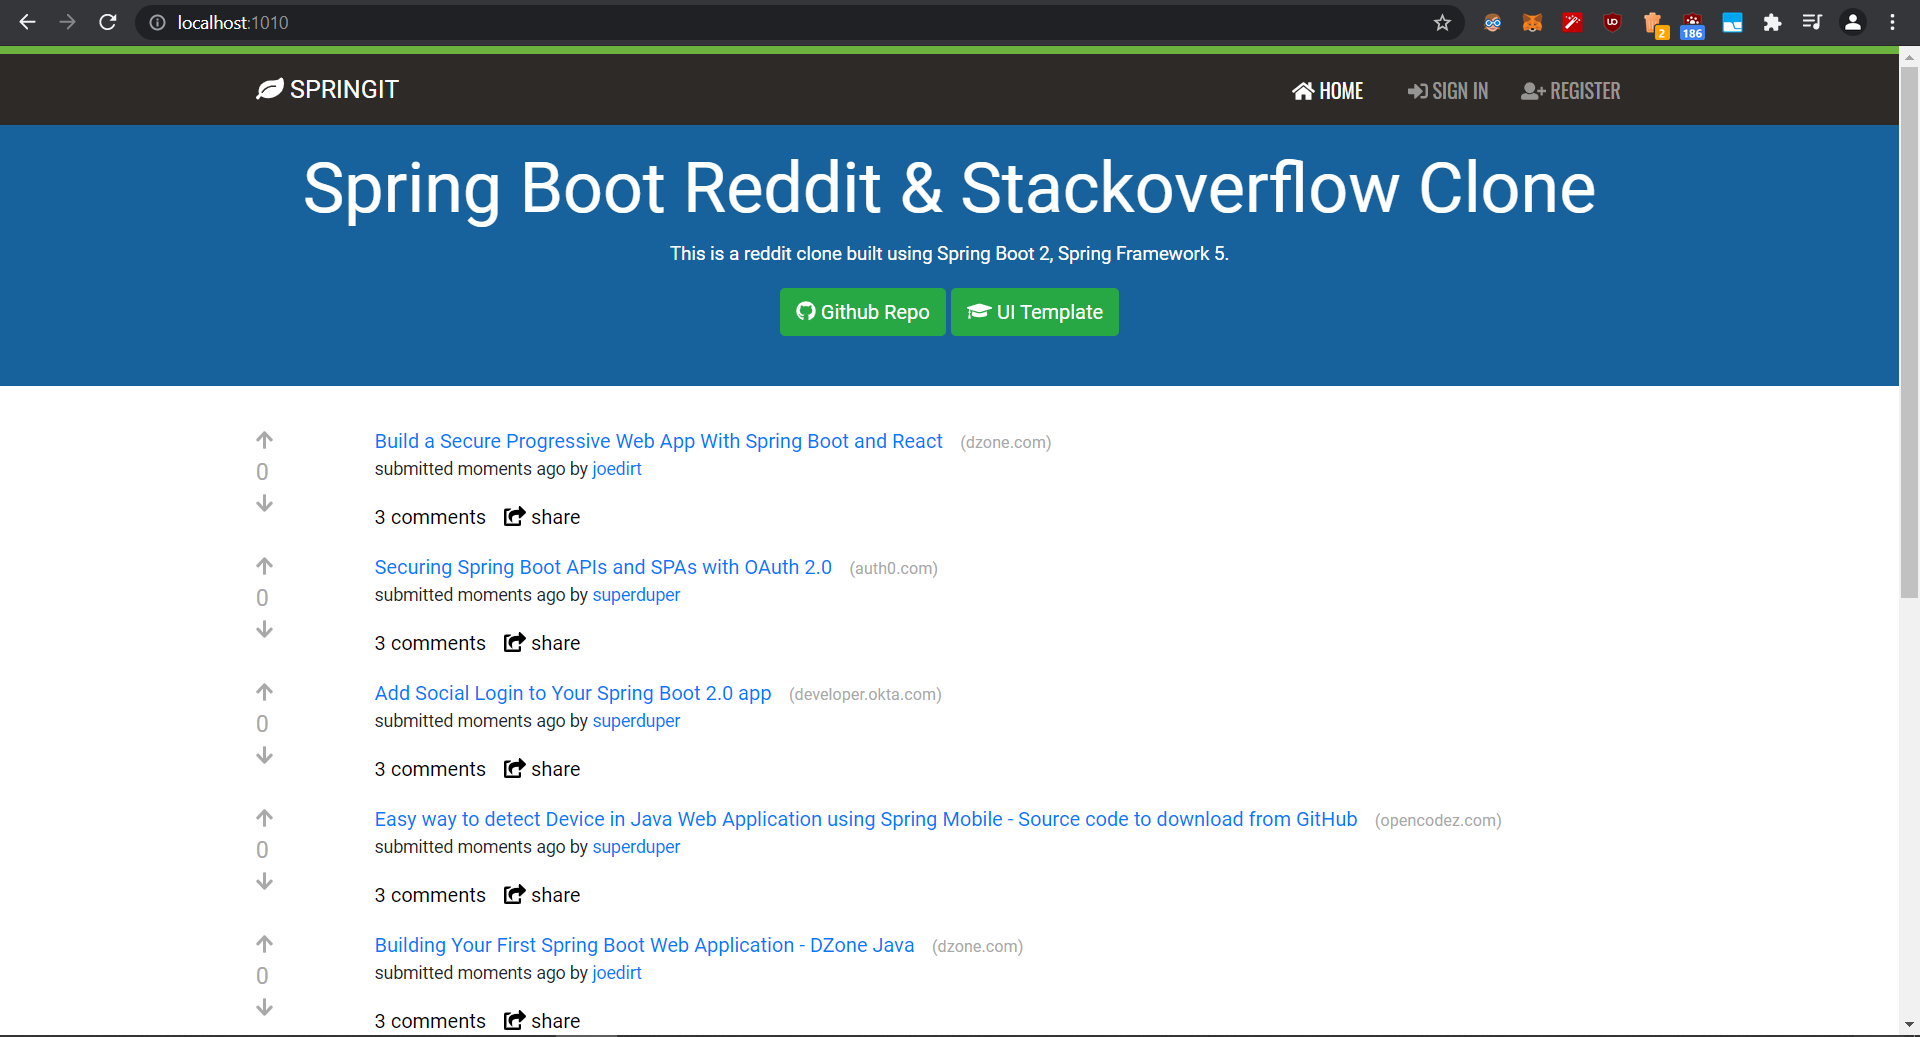 localhost:1010
2
186
SPRINGIT
HOME
SIGN IN
REGISTER
Spring Boot Reddit & Stackoverflow Clone
This is a reddit clone built using Spring Boot 2, Spring Framework 5.
Github Repo
UI Template
Build a Secure Progressive Web App With Spring Boot and React (dzone.com)
0
submitted moments ago by joedirt
3 comments share
Securing Spring Boot APIs and SPAs with OAuth 2.0 (auth0.com)
0
submitted moments ago by superduper
3 comments share
Add Social Login to Your Spring Boot 2.0 app (developer.okta.com)
0
submitted moments ago by superduper
3 comments share
Easy way to detect Device in Java Web Application using Spring Mobile - Source code to download from GitHub (opencodez.com)
0
submitted moments ago by superduper
3 comments share
Building Your First Spring Boot Web Application - DZone Java (dzone.com)
0
submitted moments ago by joedirt
3 comments share